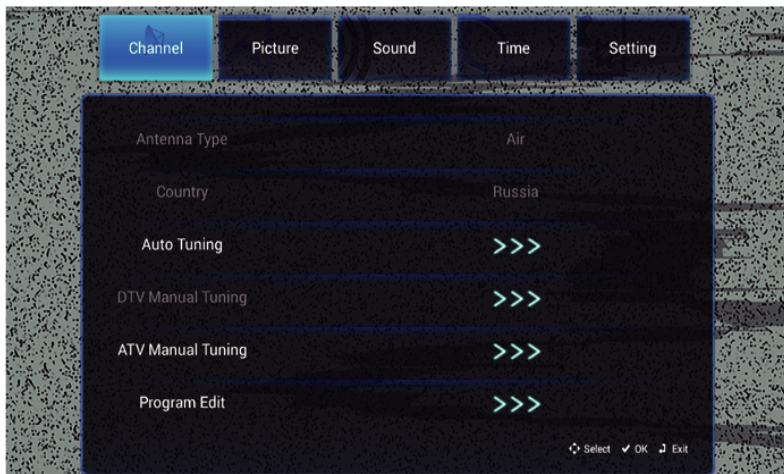 Channel Picture Sound Time Setting
Antenna Type Air
Country Russia
Auto Tuning >>>
DTV Manual Tuning >>>
ATV Manual Tuning >>>
Program Edit >>>
Select OK Exit